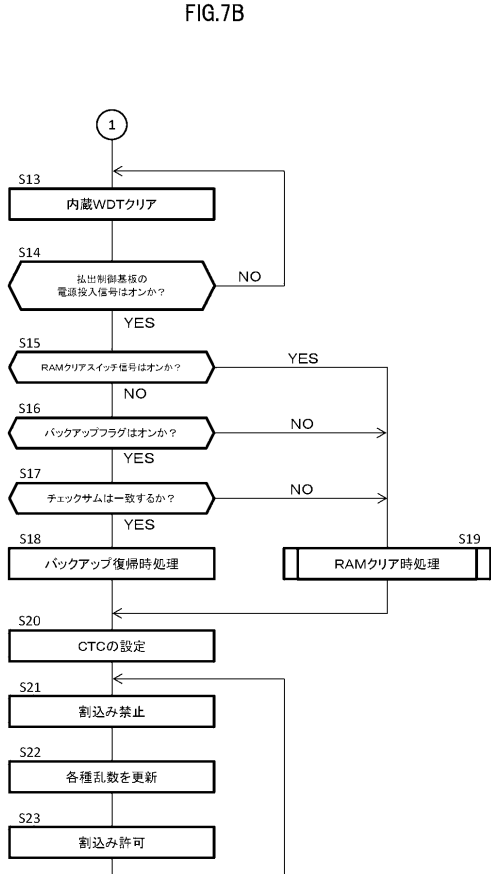 FIG.7B
1
S13
内蔵WDTクリア
S14
払出制御基板の
電源投入信号はオンか？
NO
YES
S15
RAMクリアスイッチ信号はオンか？
YES
NO
S16
バックアップフラグはオンか？
NO
YES
S17
チェックサムは一致するか？
NO
YES
S18
バックアップ復帰時処理
S19
RAMクリア時処理
S20
CTCの設定
S21
割込み禁止
S22
各種乱数を更新
S23
割込み許可